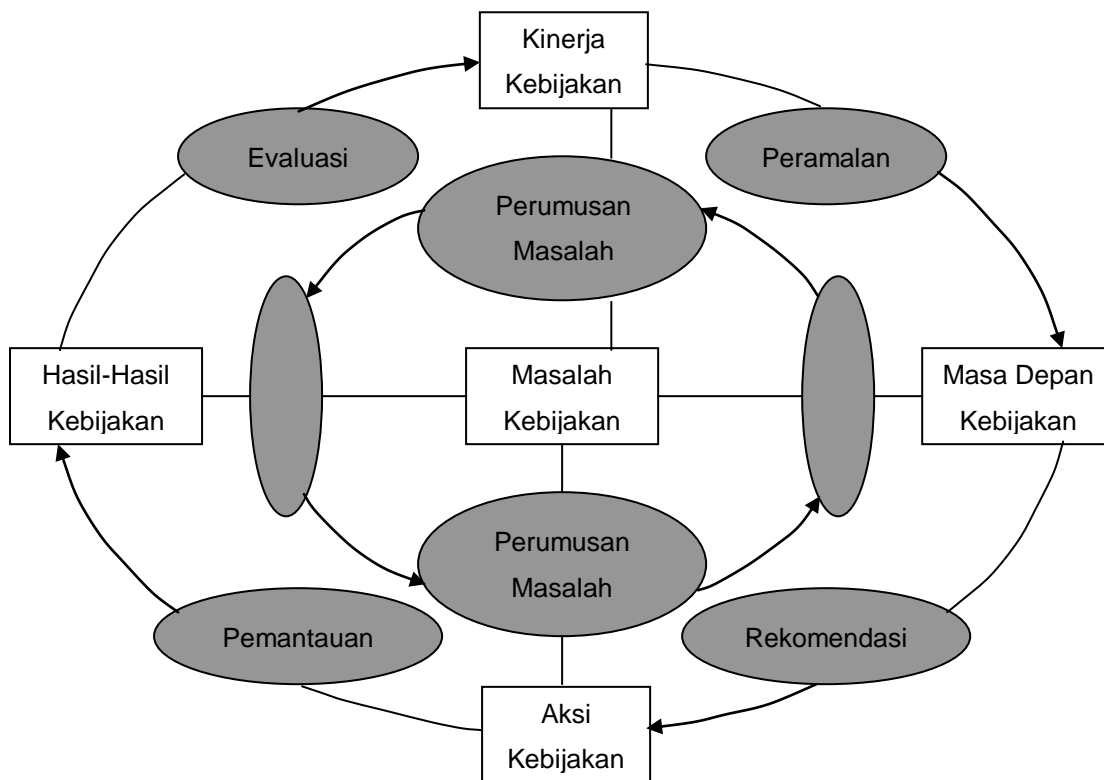 Kinerja
Kebijakan
Evaluasi
Peramalan
Perumusan
Masalah
Hasil-Hasil
Kebijakan
Masalah
Kebijakan
Masa Depan
Kebijakan
Perumusan
Masalah
Pemantauan
Rekomendasi
Aksi
Kebijakan